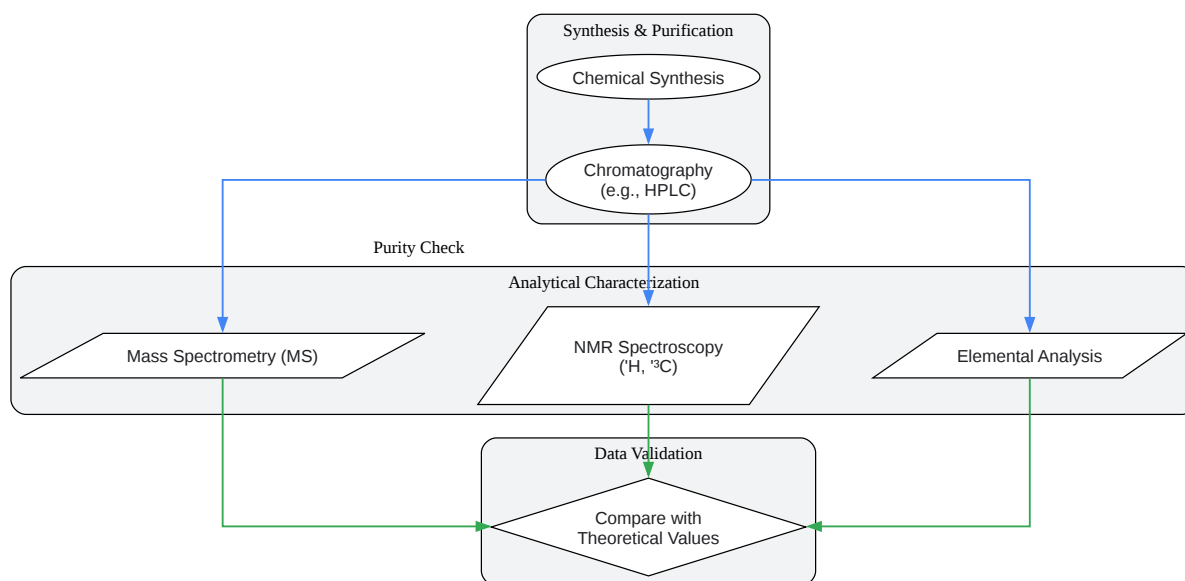 Synthesis & Purification
Chemical Synthesis
Chromatography
(e.g., HPLC)
Purity Check
Analytical Characterization
Mass Spectrometry (MS)
NMR Spectroscopy
('H, '³C)
Elemental Analysis
Data Validation
Compare with
Theoretical Values